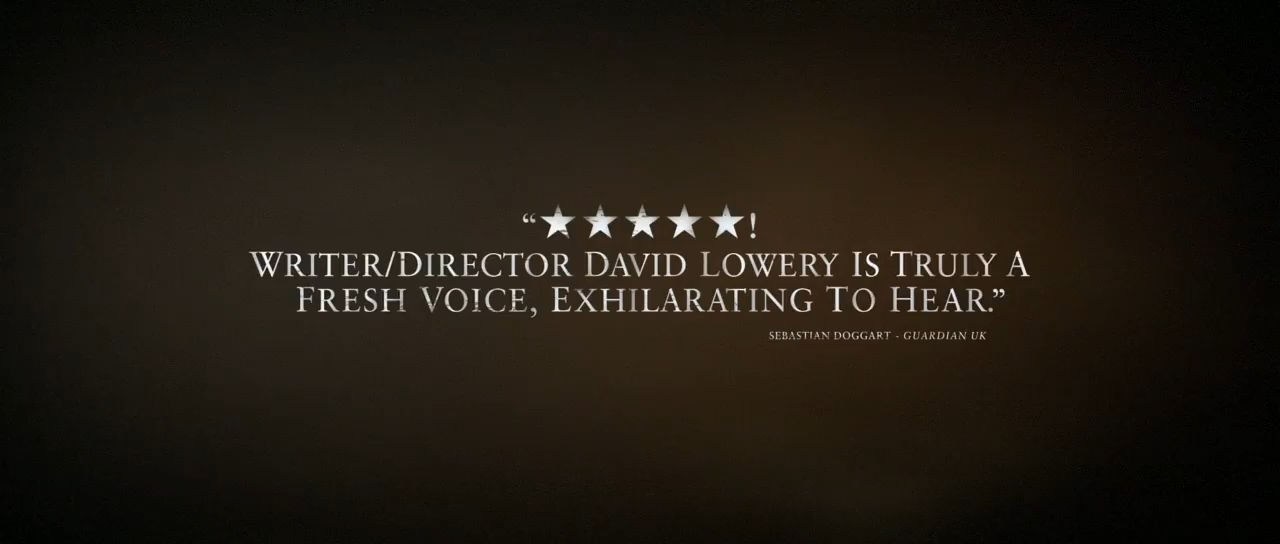 “★★★★★!
WRITER/DIRECTOR DAVID LOWERY IS TRULY A
FRESH VOICE, EXHILARATING TO HEAR.”
SEBASTIAN DOGGART - GUARDIAN UK